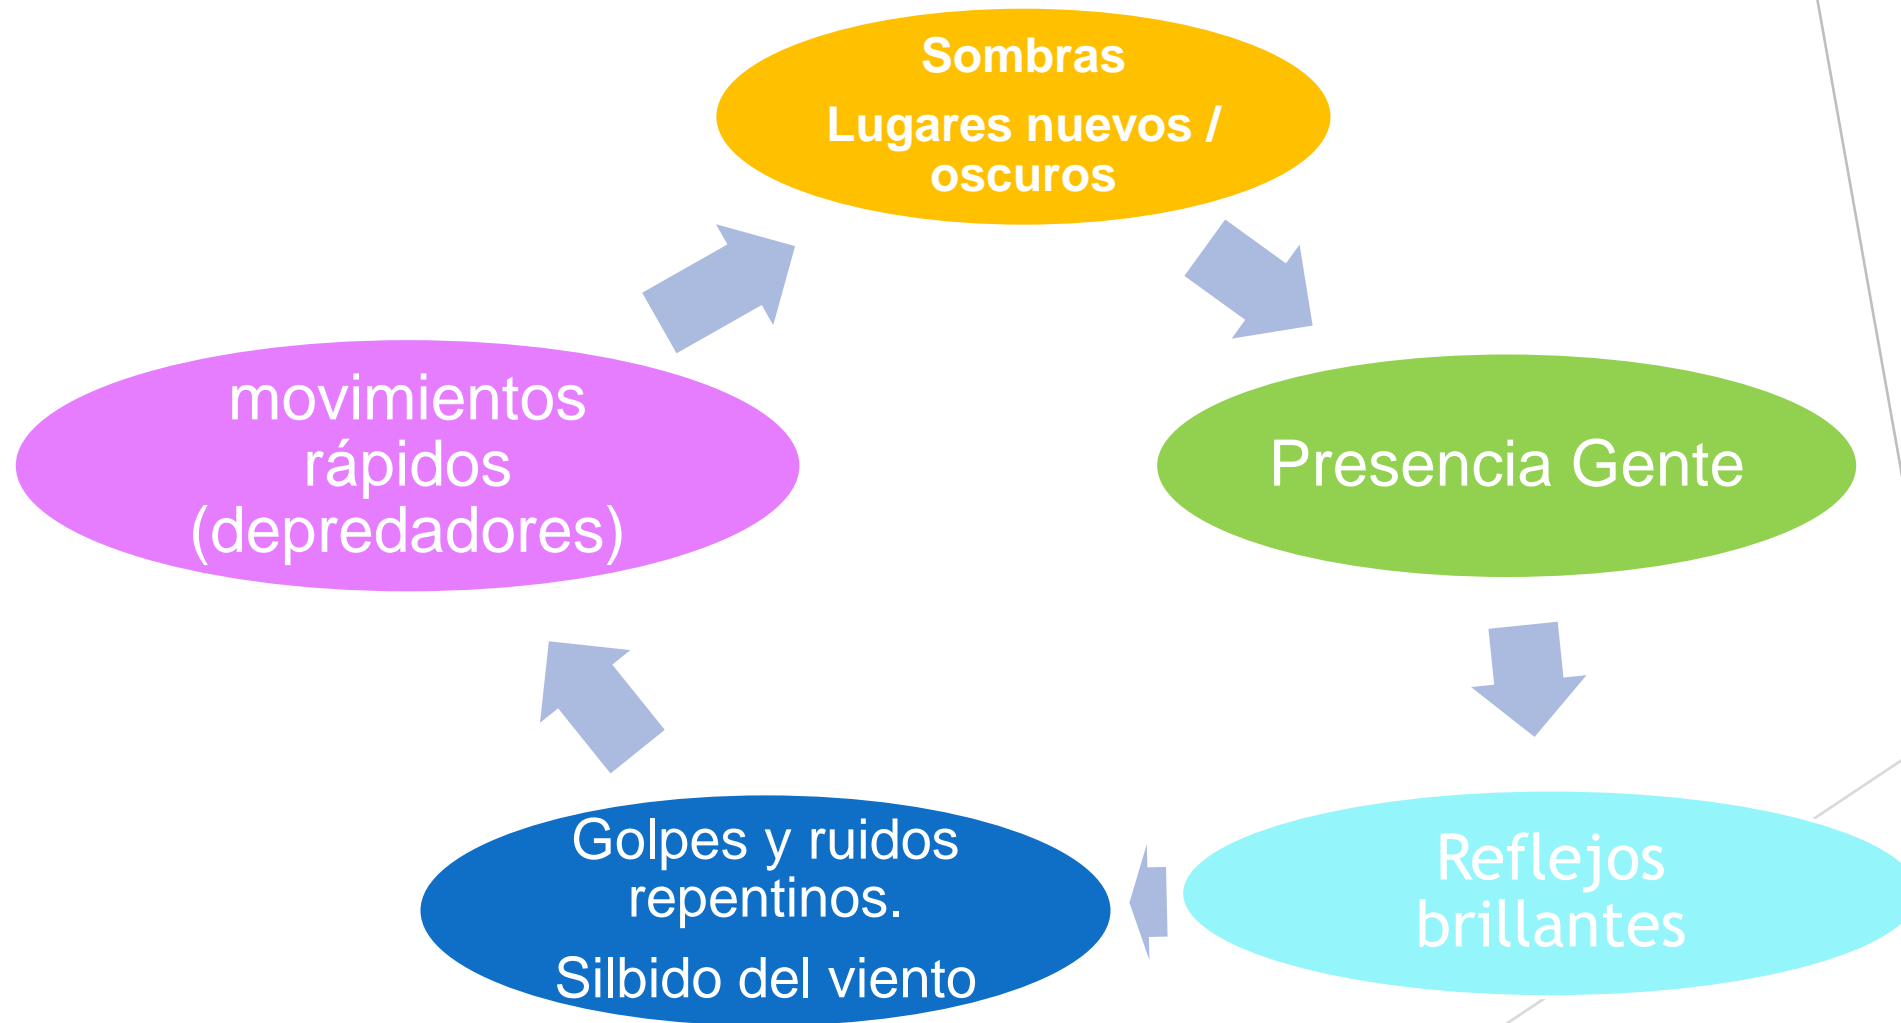 Sombras
Lugares nuevos /
oscuros
Presencia Gente
Reflejos
brillantes
Golpes y ruidos
repentinos.
Silbido del viento
movimientos
rápidos
(depredadores)